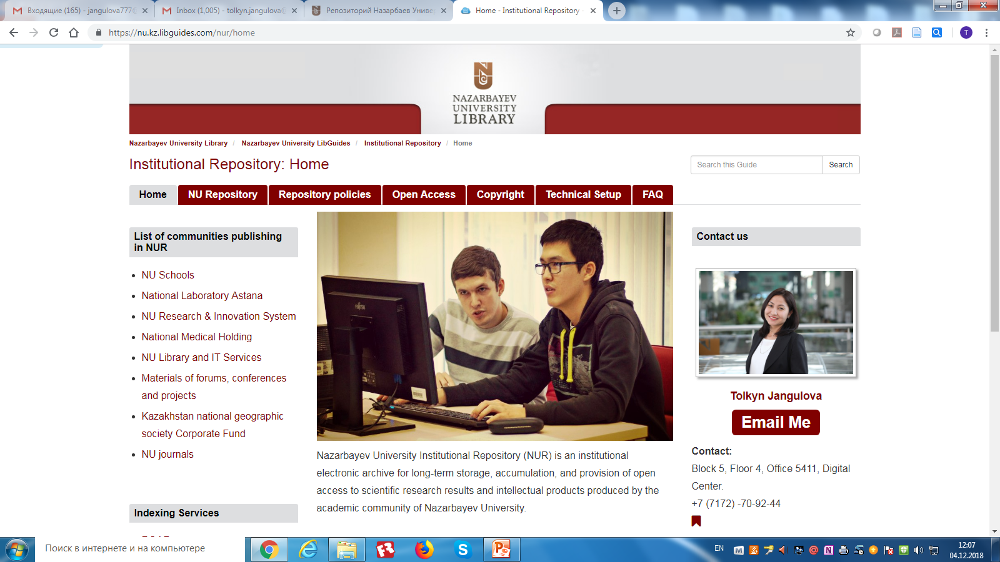 Входящие (165) - jangulova777@
Inbox (1,005) - tolkyn.jangulova@
Репозиторий Назарбаев Универ
Home - Institutional Repository -
https://nu.kz.libguides.com/nur/home
T
NAZARBAYEV
UNIVERSITY
LIBRARY
Nazarbayev University Library / Nazarbayev University LibGuides / Institutional Repository / Home
Institutional Repository: Home
Search this Guide
Search
Home
NU Repository
Repository policies
Open Access
Copyright
Technical Setup
FAQ
List of communities publishing
in NUR
NU Schools
National Laboratory Astana
NU Research & Innovation System
National Medical Holding
NU Library and IT Services
Materials of forums, conferences
and projects
Kazakhstan national geographic
society Corporate Fund
NU journals
Indexing Services
FUJITSU
Nazarbayev University Institutional Repository (NUR) is an institutional
electronic archive for long-term storage, accumulation, and provision of open
access to scientific research results and intellectual products produced by the
academic community of Nazarbayev University.
Contact us
Tolkyn Jangulova
Email Me
Contact:
Block 5, Floor 4, Office 5411, Digital
Center.
+7 (7172) -70-92-44
Поиск в интернете и на компьютере
EN
12:07
04.12.2018